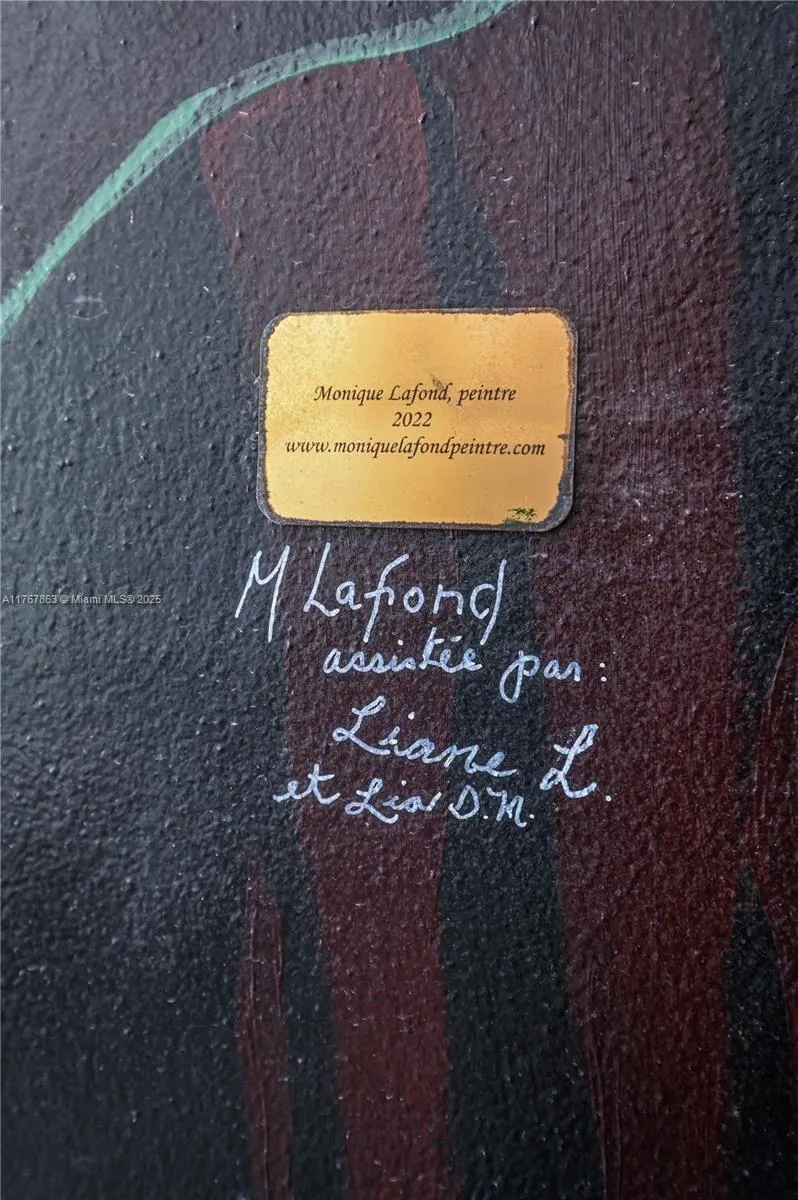 Monique Lafond, peintre
2022
www.moniquelafondpeintre.com
M Lafond
assistée par :
Liane L.
et Lia D.M.
A11767863 © Miami MLS® 2025